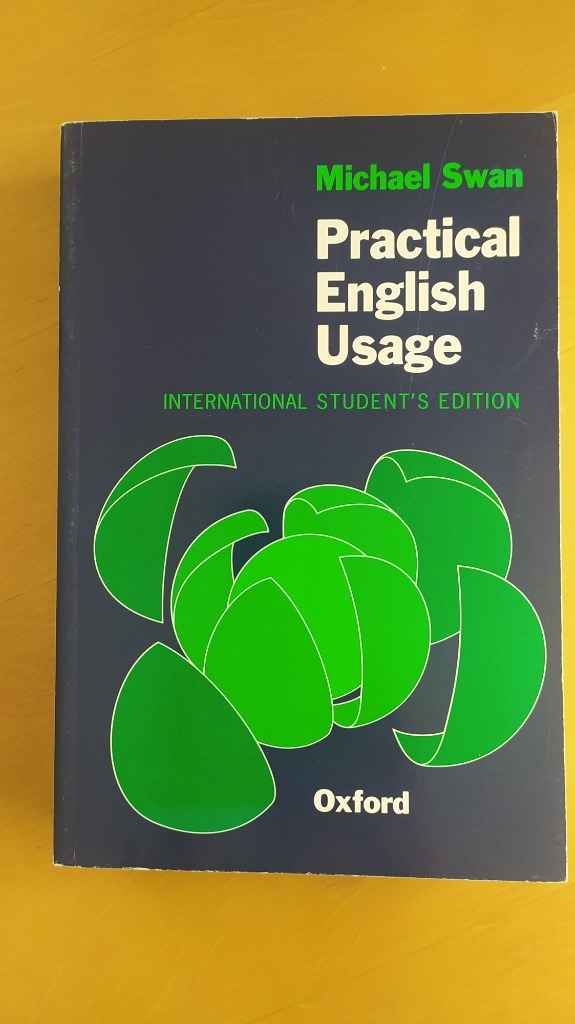 Michael Swan
Practical
English
Usage
INTERNATIONAL STUDENT'S EDITION
Oxford